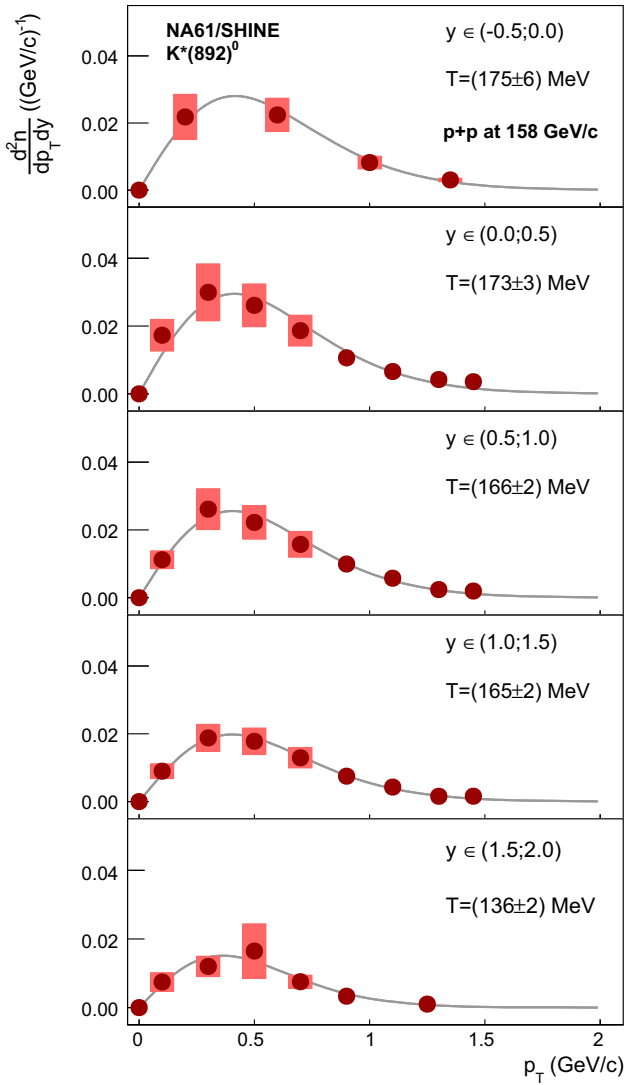 NA61/SHINE
K*(892)⁰
y ∈ (-0.5;0.0)
T=(175±6) MeV
p+p at 158 GeV/c
d²n
dp_T dy ((GeV/c)⁻¹)
0.04
0.02
0.00
y ∈ (0.0;0.5)
T=(173±3) MeV
0.04
0.02
0.00
y ∈ (0.5;1.0)
T=(166±2) MeV
0.04
0.02
0.00
y ∈ (1.0;1.5)
T=(165±2) MeV
0.04
0.02
0.00
y ∈ (1.5;2.0)
T=(136±2) MeV
0.04
0.02
0.00
0 0.5 1 1.5 2
p_T (GeV/c)